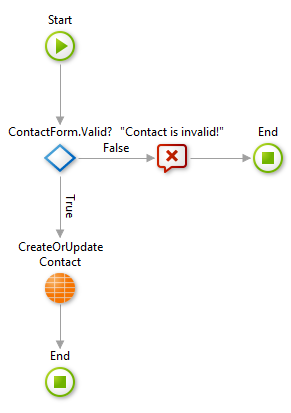 Start
ContactForm.Valid?
"Contact is invalid!"
End
False
True
CreateOrUpdate
Contact
End